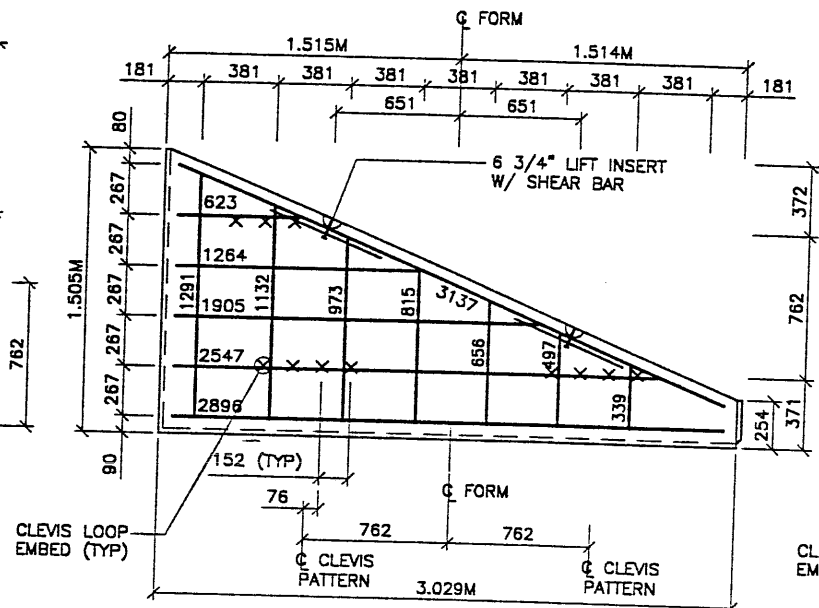 ℄ FORM
1.515M
1.514M
181 381 381 381 381 381 381 381 181
651 651
80
6 3/4" LIFT INSERT
W/ SHEAR BAR
372
267
623
267
1264
267
1.505M
1291
1132
973
815
3137
762
762
1905
656
267
497
2547
267
339
2896
254
371
90
152 (TYP)
76
℄ FORM
CLEVIS LOOP
EMBED (TYP)
762
762
℄ CLEVIS
PATTERN
℄ CLEVIS
PATTERN
3.029M
CL
EM